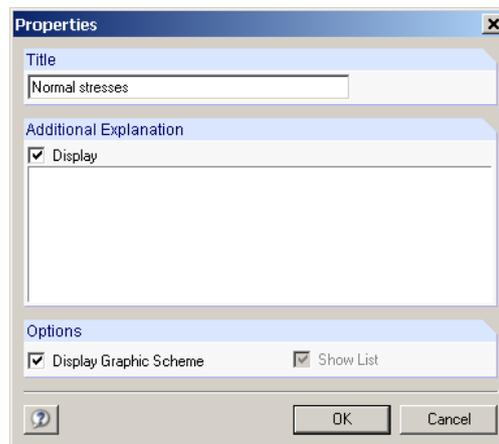 Properties
Title
Normal stresses
Additional Explanation
Display
Options
Display Graphic Scheme Show List
? OK Cancel